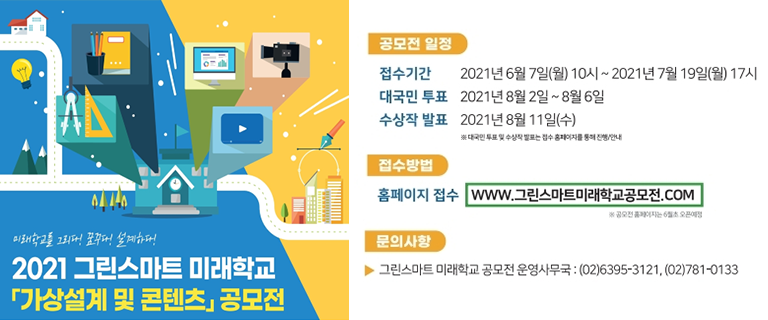 미래학교를 그리다! 꿈꾸다! 설계하다!
2021 그린스마트 미래학교
「가상설계 및 콘텐츠」 공모전
공모전 일정
접수기간 2021년 6월 7일(월) 10시 ~ 2021년 7월 19일(월) 17시
대국민 투표 2021년 8월 2일 ~ 8월 6일
수상작 발표 2021년 8월 11일(수)
※ 대국민 투표 및 수상작 발표는 접수 홈페이지를 통해 진행/안내
접수방법
홈페이지 접수 WWW.그린스마트미래학교공모전.COM
※ 공모전 홈페이지는 6월초 오픈예정
문의사항
▶ 그린스마트 미래학교 공모전 운영사무국 : (02)6395-3121, (02)781-0133